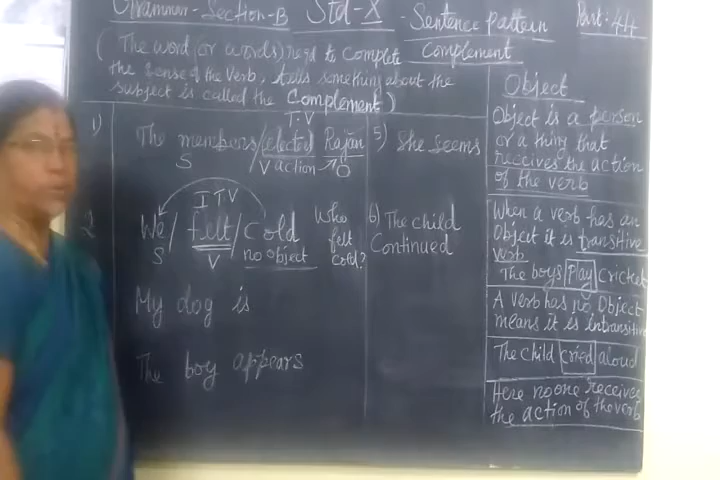 Grammar-Section-B Std-X - Sentence pattern Part: 44
(The word (or words) reqd to complete Complement
the sense of the verb, tells something about the
subject is called the Complement)
1) The members/elected Rajan
T.V
S V action O
2 We/felt/cold
I TV
S V no object
Who
felt
cold?
My dog is
The boy appears
5) She seems
6) The child
Continued
Object
Object is a person
or a thing that
receives the action
of the verb
When a verb has an
Object it is transitive
verb
The boys play cricket
A verb has no Object
means it is intransitive
The child cried aloud
Here no one receives
the action of the verb